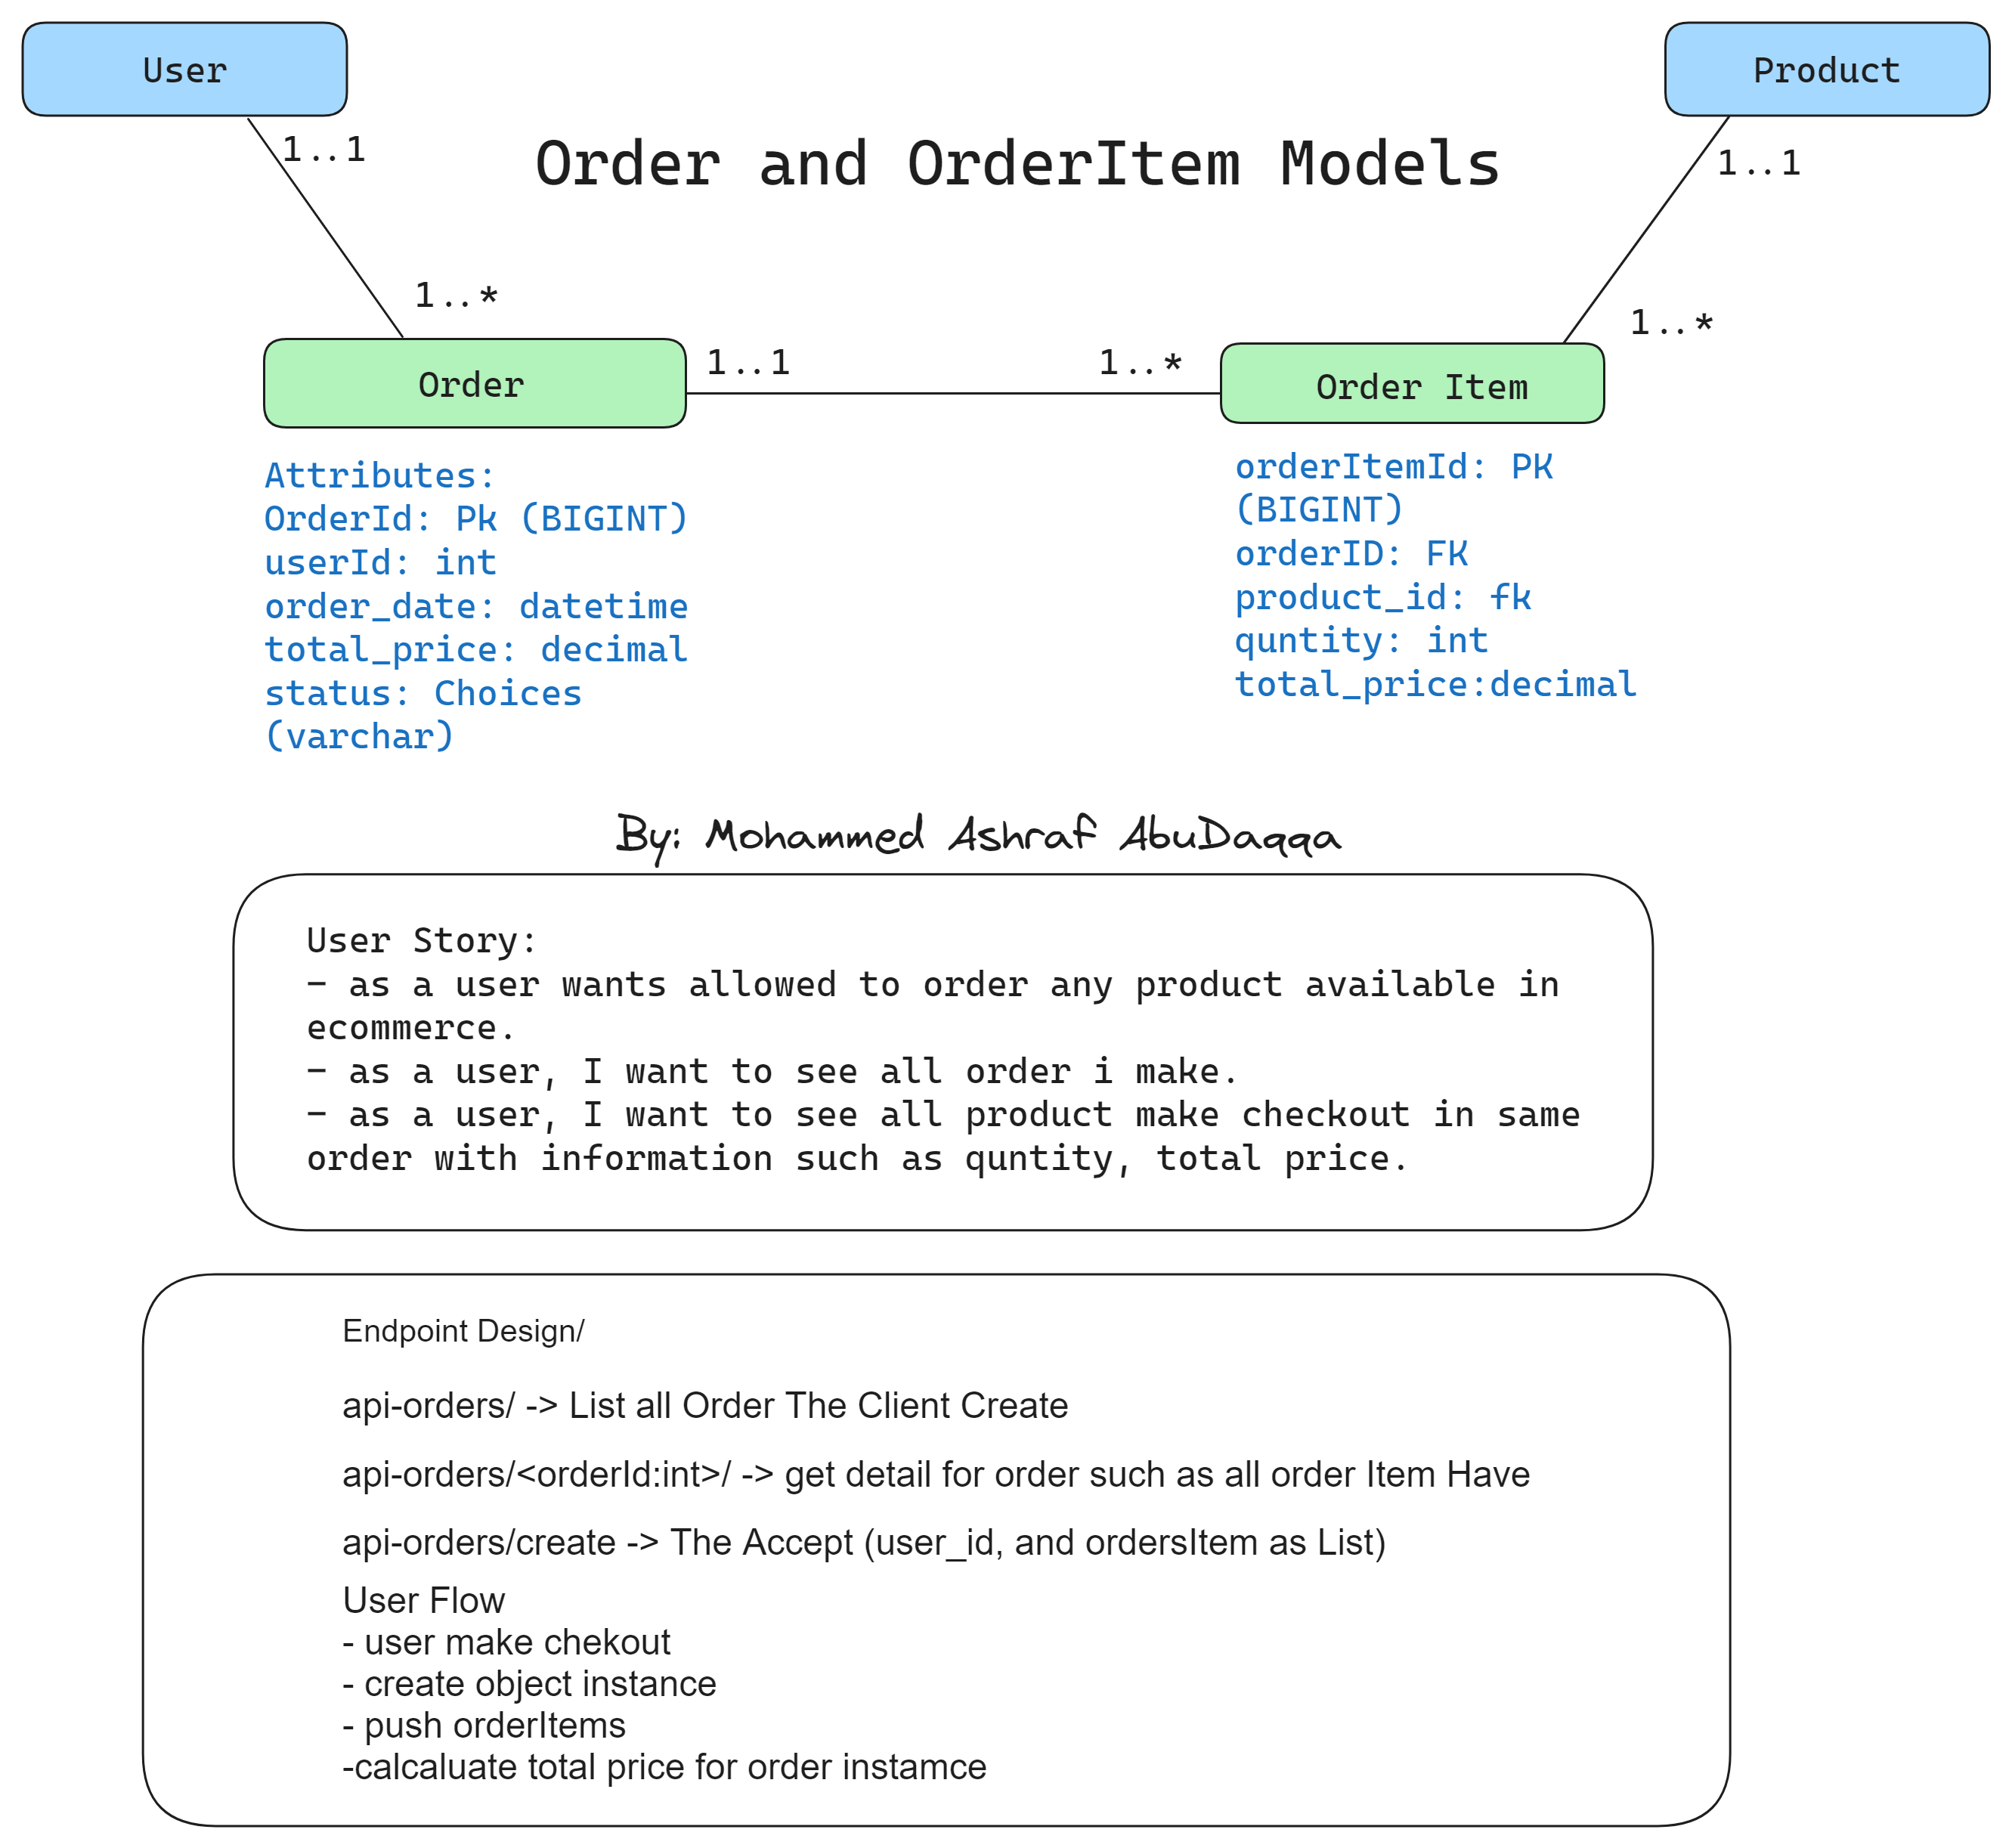 User
Product
1..1
Order and OrderItem Models
1..1
1..*
1..*
Order
1..1
1..*
Order Item
Attributes:
OrderId: Pk (BIGINT)
userId: int
order_date: datetime
total_price: decimal
status: Choices
(varchar)
orderItemId: PK
(BIGINT)
orderID: FK
product_id: fk
quntity: int
total_price:decimal
By: Mohammed Ashraf AbuDaqqa
User Story:
- as a user wants allowed to order any product available in
ecommerce.
- as a user, I want to see all order i make.
- as a user, I want to see all product make checkout in same
order with information such as quntity, total price.
Endpoint Design/
api-orders/ -> List all Order The Client Create
api-orders/<orderId:int>/ -> get detail for order such as all order Item Have
api-orders/create -> The Accept (user_id, and ordersItem as List)
User Flow
- user make chekout
- create object instance
- push orderItems
-calcaluate total price for order instamce